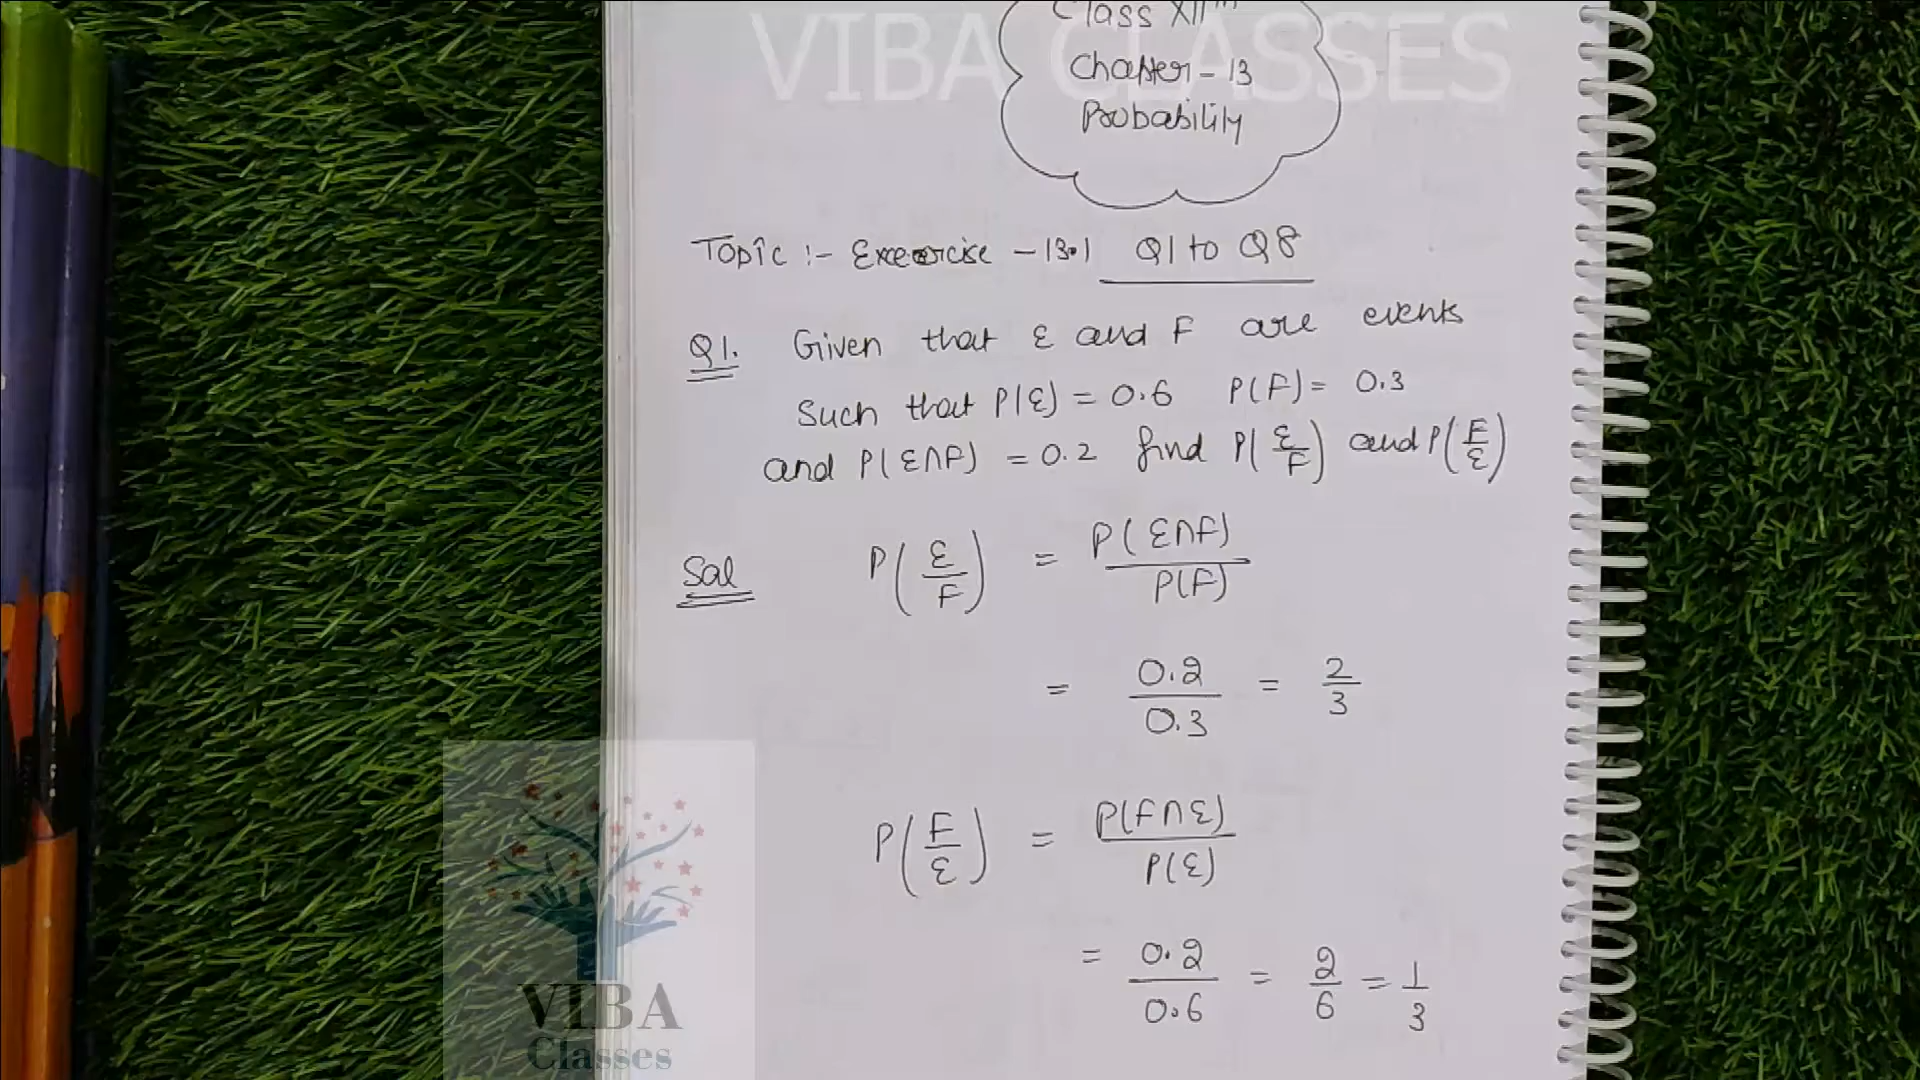 VIBA CLASSES
Class XIIth
Chapter - 13
Probability
Topic :- Exeercise - 13.1 Q1 to Q8
Q1. Given that E and F are events
Such that P(E) = 0.6 P(F) = 0.3
and P(E∩F) = 0.2 find P(E/F) and P(F/E)
Sol P(E/F) = P(E∩F)/P(F)
= 0.2/0.3 = 2/3
P(F/E) = P(F∩E)/P(E)
= 0.2/0.6 = 2/6 = 1/3
VIBA
Classes